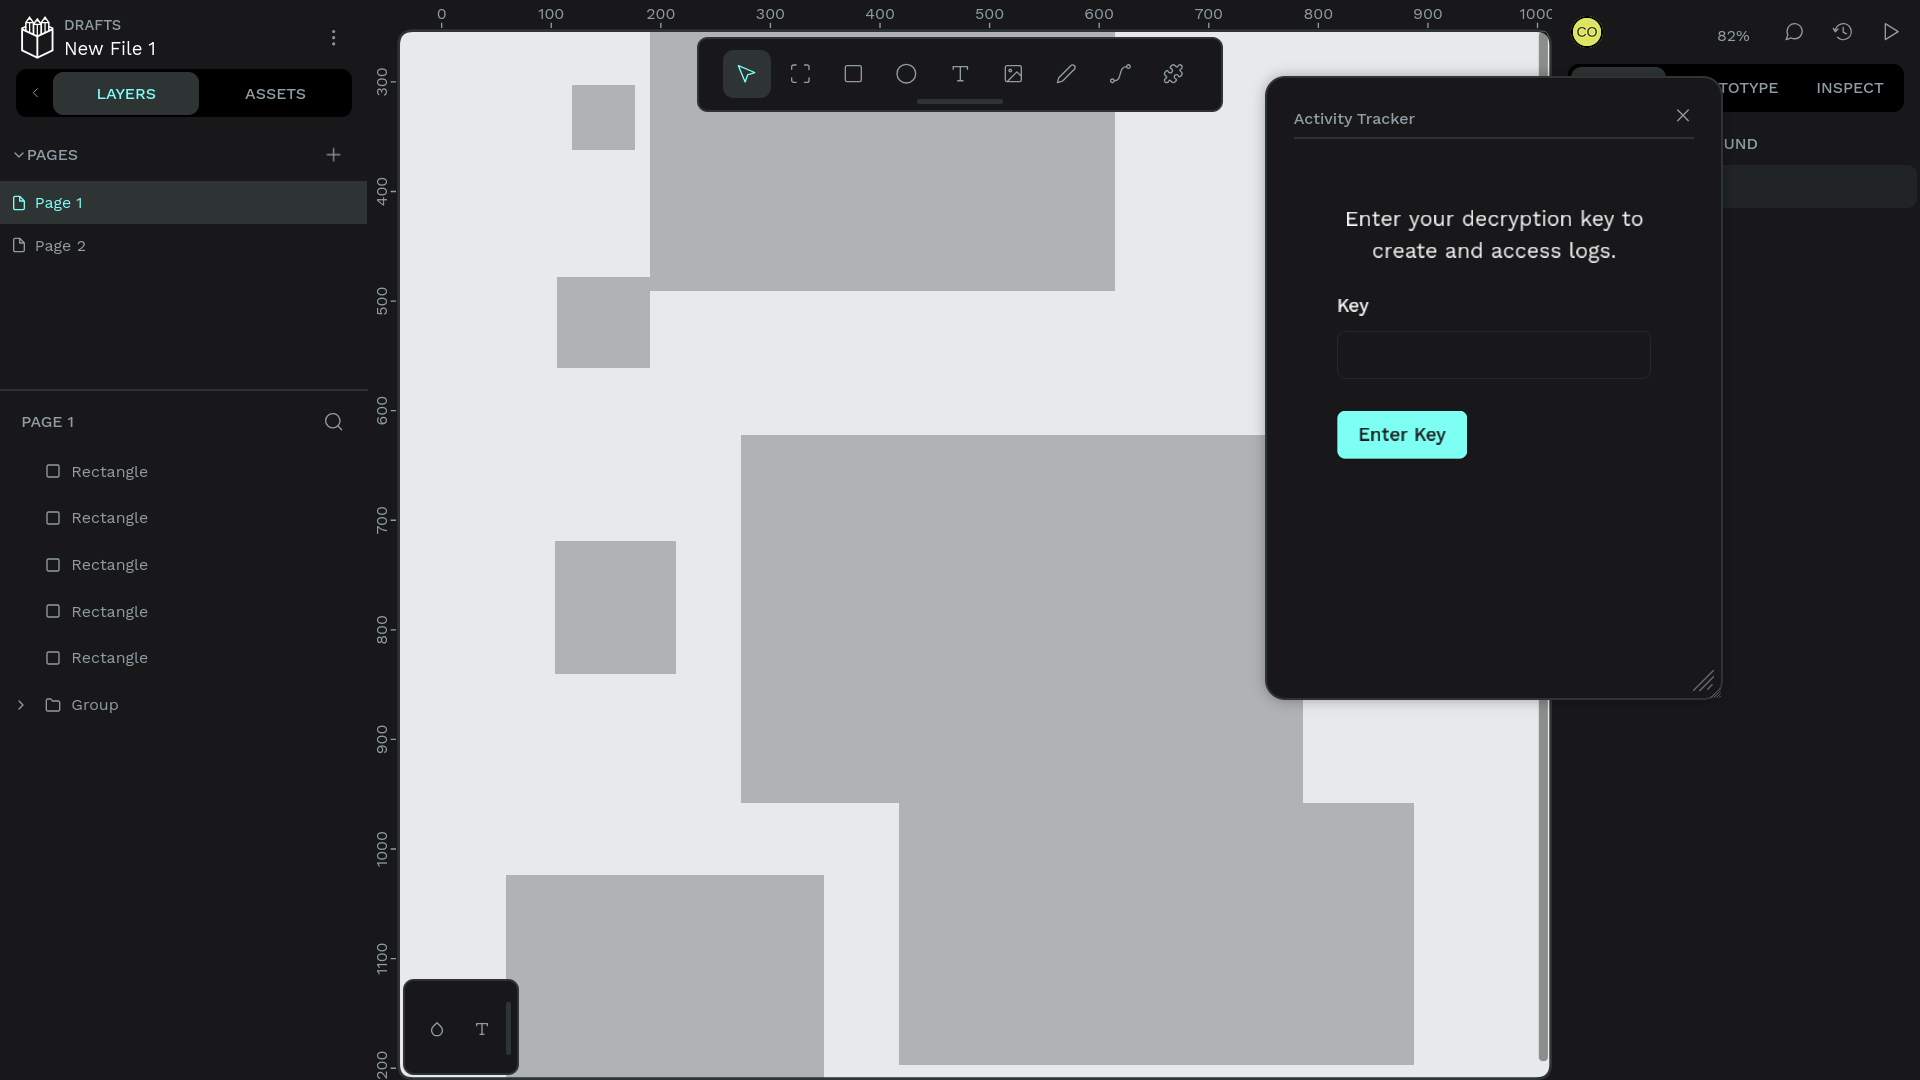 DRAFTS
New File 1
LAYERS
ASSETS
PAGES
Page 1
Page 2
PAGE 1
Rectangle
Rectangle
Rectangle
Rectangle
Rectangle
Group
0 100 200 300 400 500 600 700 800 900 1000
300
400
500
600
700
800
900
1000
1100
200
CO
82%
TOTYPE
INSPECT
UND
Activity Tracker
Enter your decryption key to
create and access logs.
Key
Enter Key